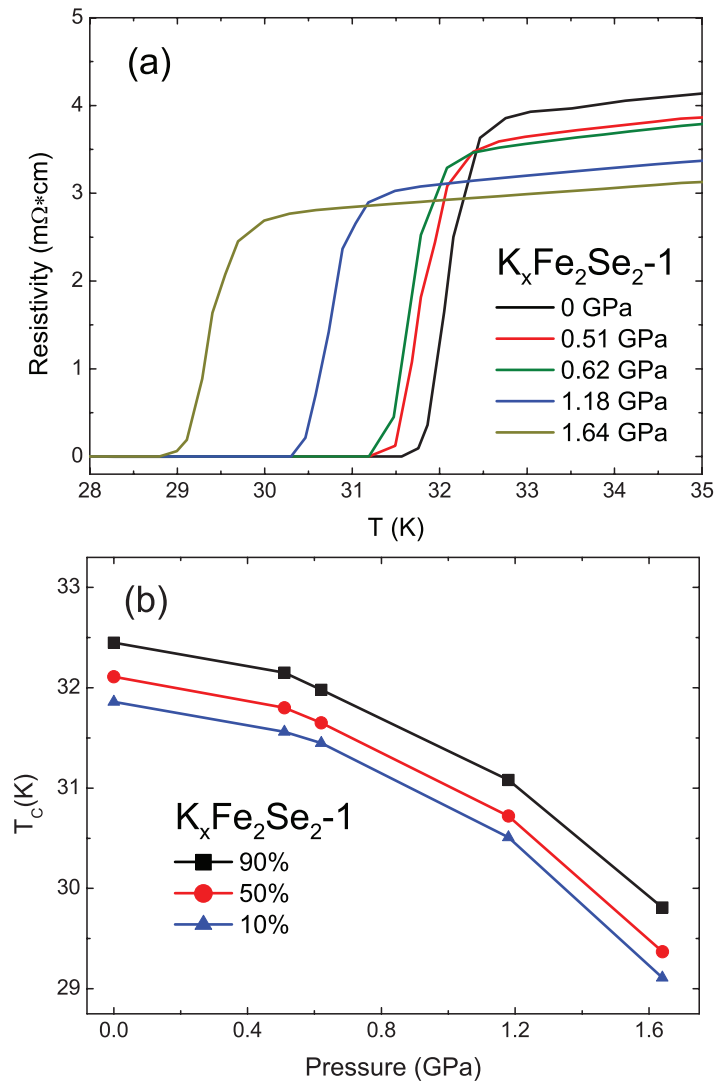 (a)
5
4
3
2
1
0
Resistivity (mΩ*cm)
KxFe2Se2-1
0 GPa
0.51 GPa
0.62 GPa
1.18 GPa
1.64 GPa
28 29 30 31 32 33 34 35
T (K)
(b)
33
32
31
30
29
TC(K)
KxFe2Se2-1
90%
50%
10%
0.0 0.4 0.8 1.2 1.6
Pressure (GPa)